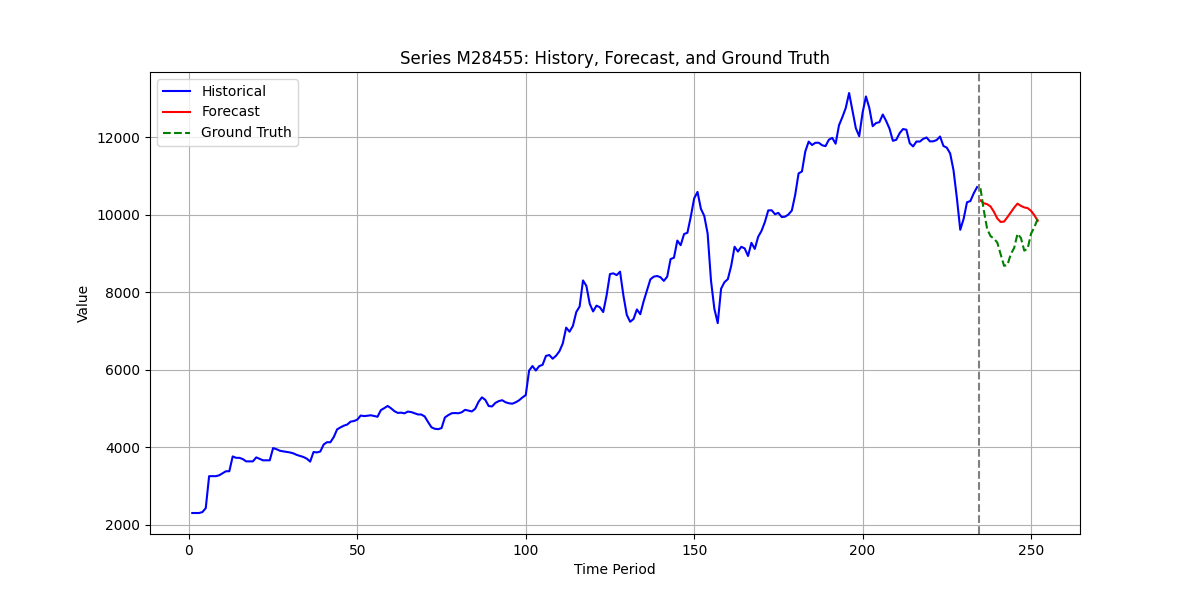 Series M28455: History, Forecast, and Ground Truth
Historical
Forecast
Ground Truth
12000
10000
8000
6000
4000
2000
Value
0 50 100 150 200 250
Time Period